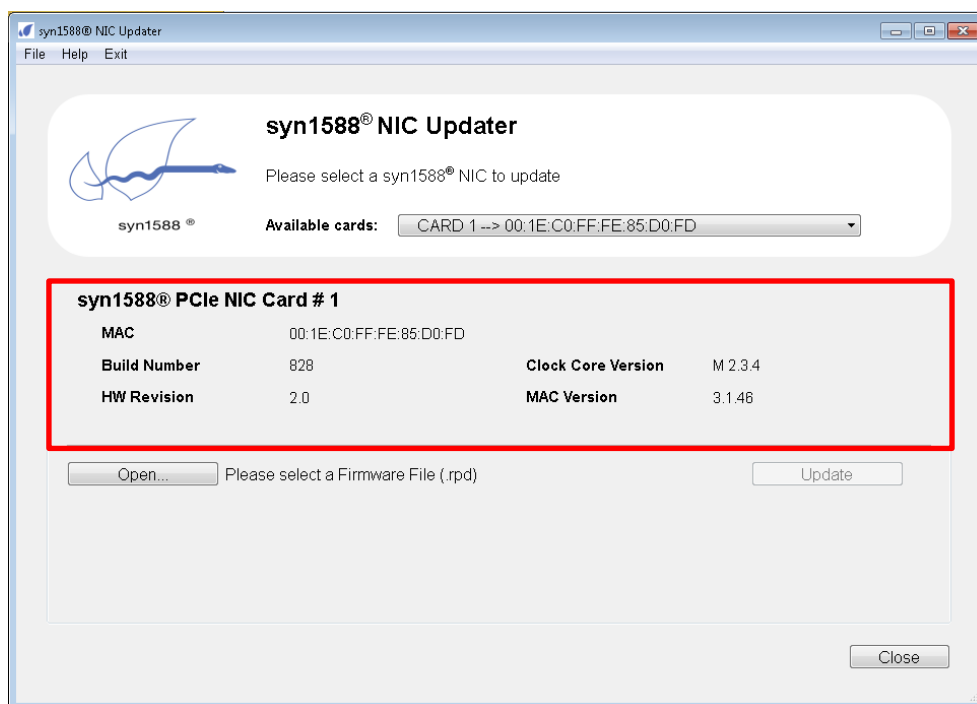 syn1588® NIC Updater
File Help Exit
syn1588® NIC Updater
Please select a syn1588® NIC to update
syn1588 ®
Available cards: CARD 1 --> 00:1E:C0:FF:FE:85:D0:FD
syn1588® PCIe NIC Card # 1
MAC 00:1E:C0:FF:FE:85:D0:FD
Build Number 828 Clock Core Version M 2.3.4
HW Revision 2.0 MAC Version 3.1.46
Open... Please select a Firmware File (.rpd) Update
Close